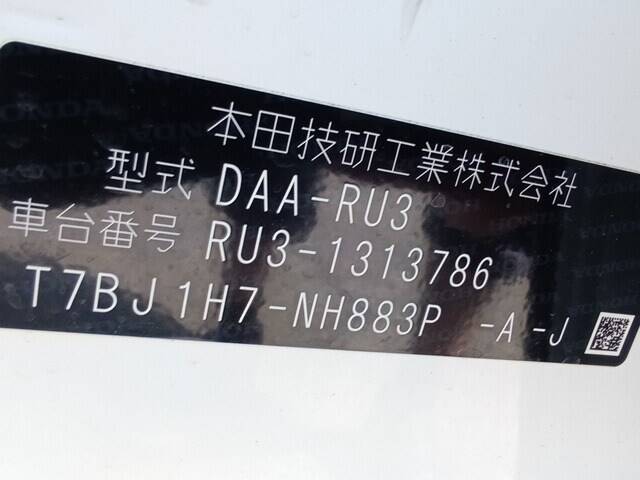 本田技研工業株式会社
型式 DAA-RU3
車台番号 RU3-1313786
T7BJ1H7-NH883P -A-J